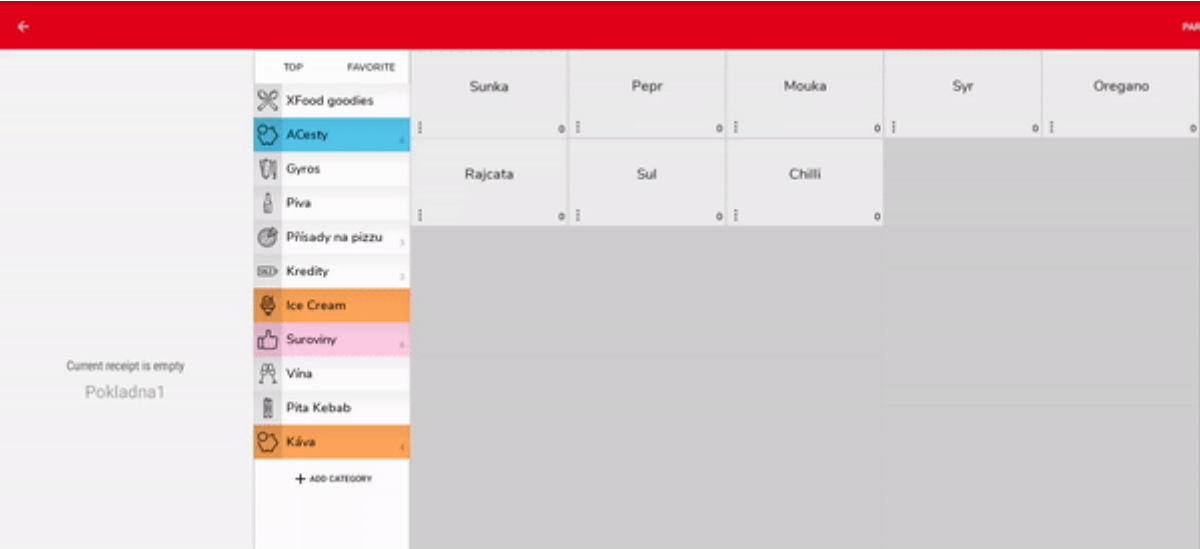 PAR
TOP FAVORITE
XFood goodies
ACesty
Gyros
Piva
Přísady na pizzu
Kredity
Ice Cream
Suroviny
Vína
Pita Kebab
Káva
+ ADD CATEGORY
Sunka Pepr Mouka Syr Oregano
0 0 0 0 0
Rajcata Sul Chilli
0 0 0
Current receipt is empty
Pokladna1